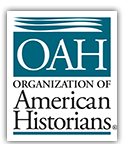 OAH
ORGANIZATION OF
American
Historians®